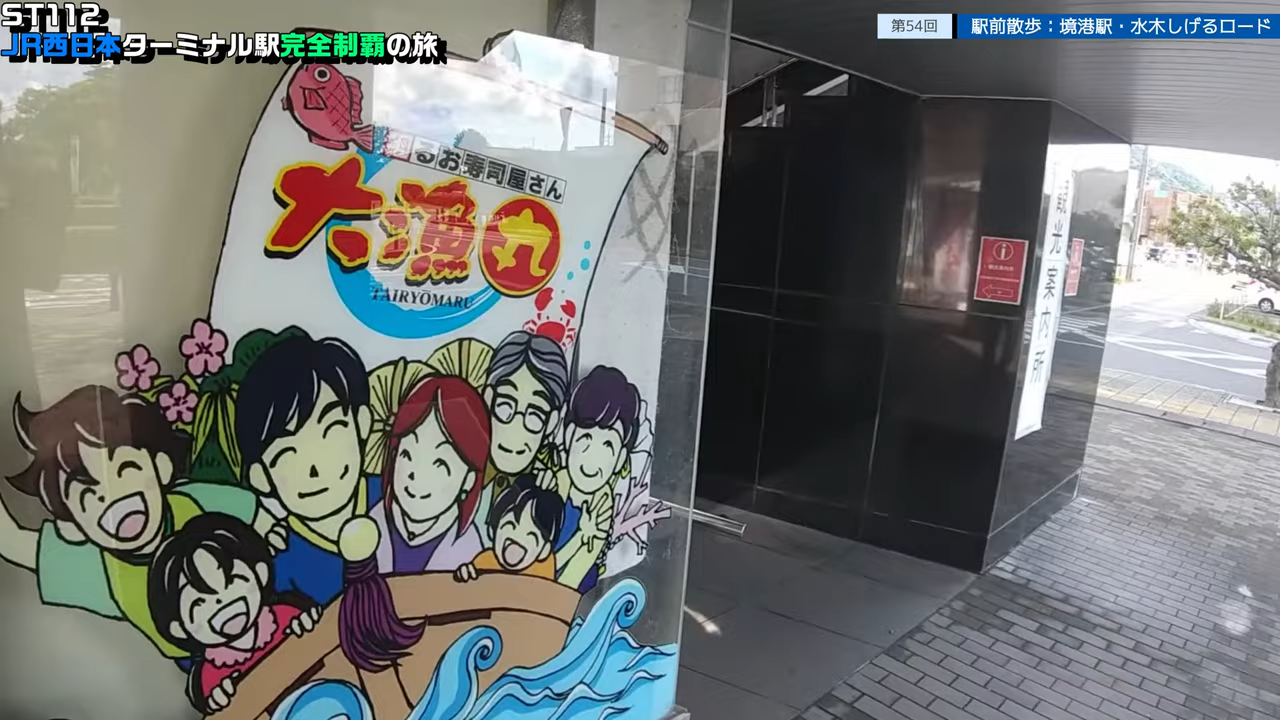 ST112
JR西日本ターミナル駅完全制覇の旅
第54回
駅前散歩：境港駅・水木しげるロード
るお寿司屋さん
大漁丸
TAIRYŌMARU
観光案内所